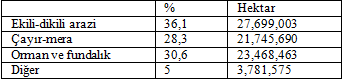 % Hektar
Ekili-dikili arazi 36,1 27,699,003
Çayır-mera 28,3 21,745,690
Orman ve fundalık 30,6 23,468,463
Diğer 5 3,781,575